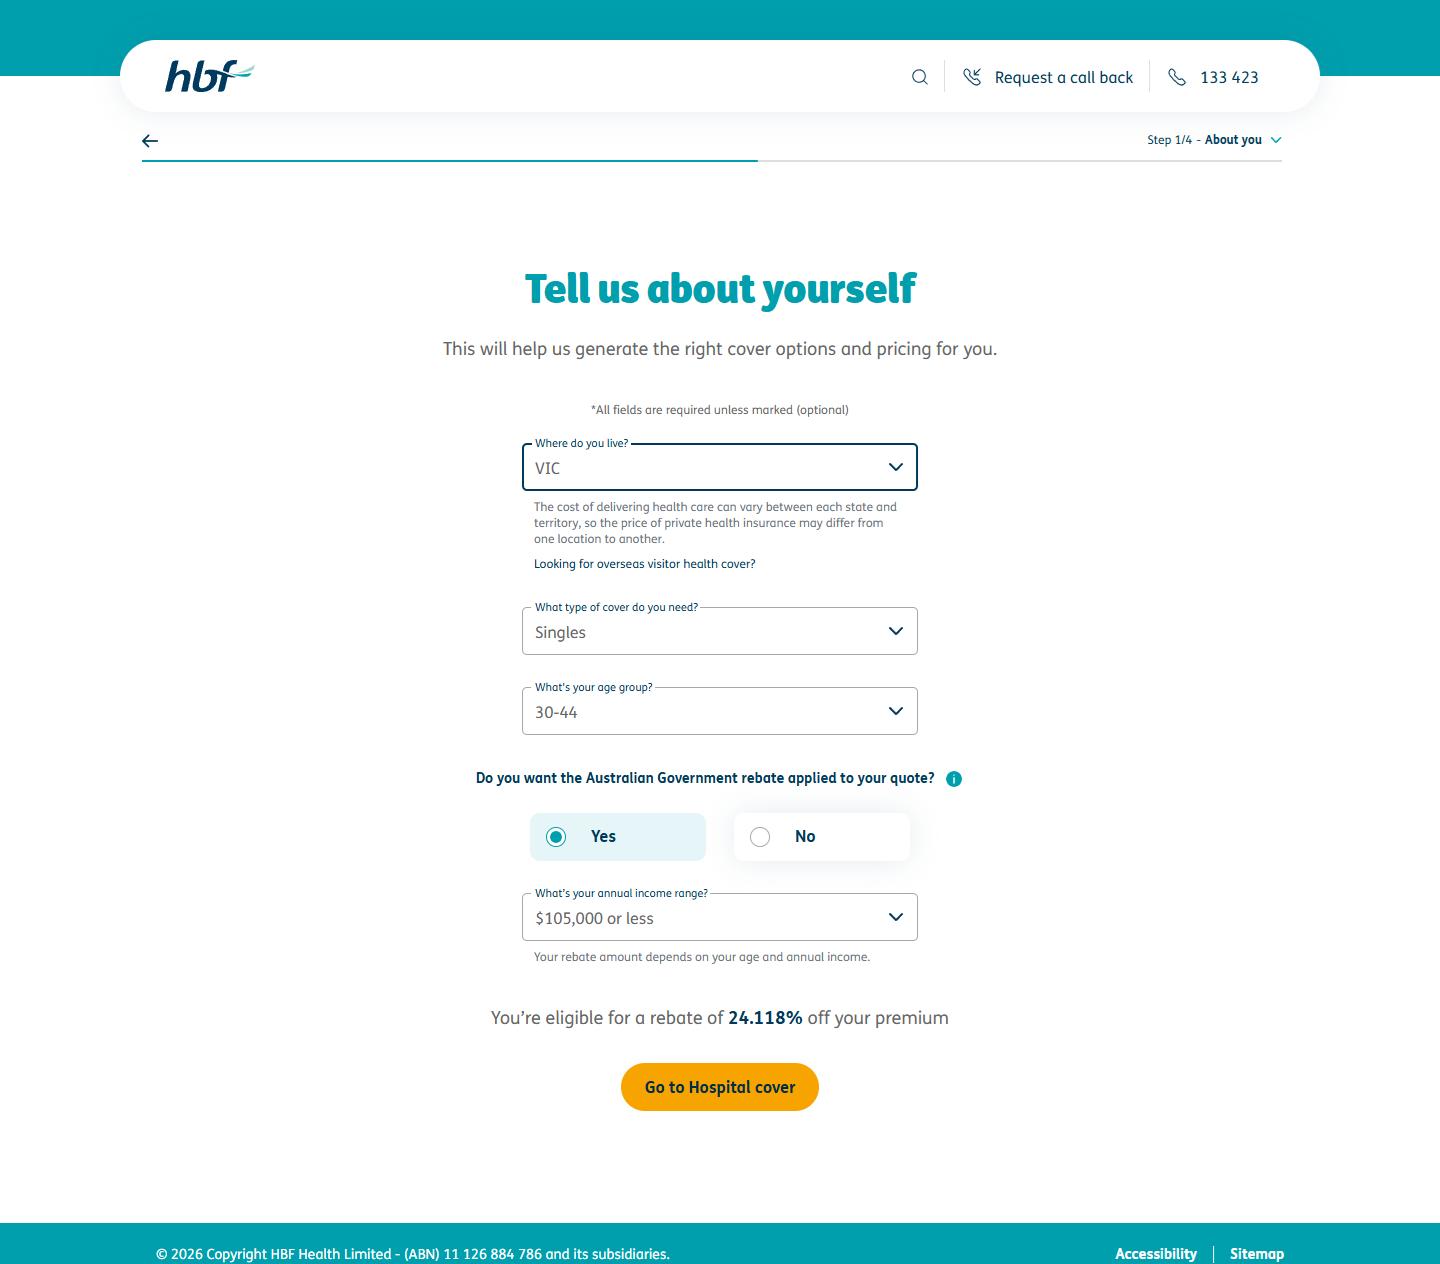 hbf
Request a call back
133 423
Step 1/4 - About you
Tell us about yourself
This will help us generate the right cover options and pricing for you.
*All fields are required unless marked (optional)
Where do you live?
VIC
The cost of delivering health care can vary between each state and
territory, so the price of private health insurance may differ from
one location to another.
Looking for overseas visitor health cover?
What type of cover do you need?
Singles
What's your age group?
30-44
Do you want the Australian Government rebate applied to your quote?
Yes
No
What's your annual income range?
$105,000 or less
Your rebate amount depends on your age and annual income.
You’re eligible for a rebate of 24.118% off your premium
Go to Hospital cover
© 2026 Copyright HBF Health Limited - (ABN) 11 126 884 786 and its subsidiaries.
Accessibility
Sitemap